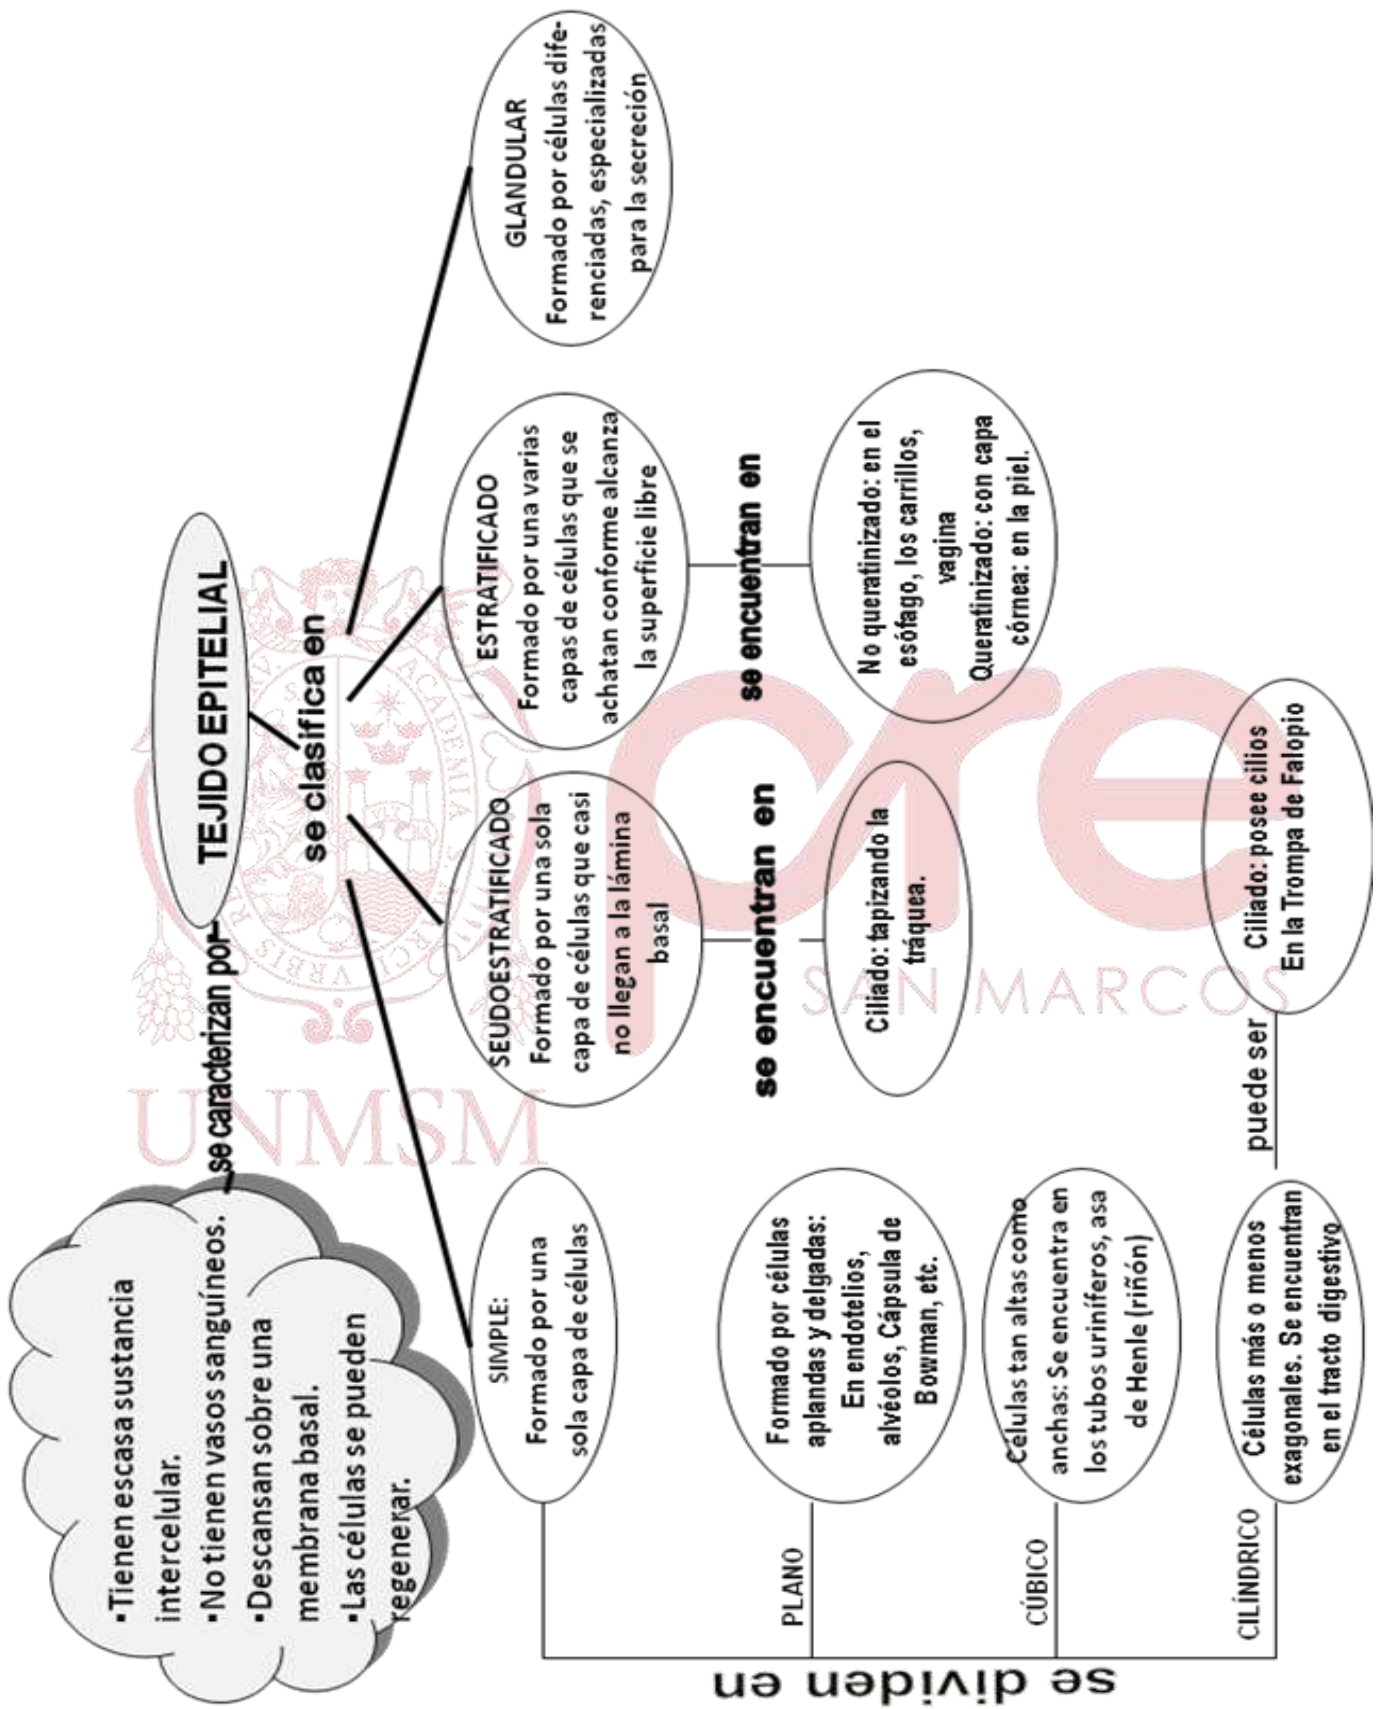 TEJIDO EPITELIAL
se caracterizan por
▪Tienen escasa sustancia
intercelular.
▪No tienen vasos sanguíneos.
▪Descansan sobre una
membrana basal.
▪Las células se pueden
regenerar.
se clasifica en
SIMPLE:
Formado por una
sola capa de células
SEUDOESTRATIFICADO
Formado por una sola
capa de células que casi
no llegan a la lámina
basal
ESTRATIFICADO
Formado por una varias
capas de células que se
achatan conforme alcanza
la superficie libre
GLANDULAR
Formado por células dife-
renciadas, especializadas
para la secreción
se dividen en
PLANO
Formado por células
aplandas y delgadas:
En endotelios,
alvéolos, Cápsula de
Bowman, etc.
CÚBICO
Células tan altas como
anchas: Se encuentra en
los tubos uriníferos, asa
de Henle (riñón)
CILÍNDRICO
Células más o menos
exagonales. Se encuentran
en el tracto digestivo
puede ser
Ciliado: posee cilios
En la Trompa de Falopio
se encuentran en
Ciliado: tapizando la
tráquea.
se encuentran en
No queratinizado: en el
esófago, los carrillos,
vagina
Queratinizado: con capa
córnea: en la piel.
UNMSM
pre
SAN MARCOS
ACADEMIA